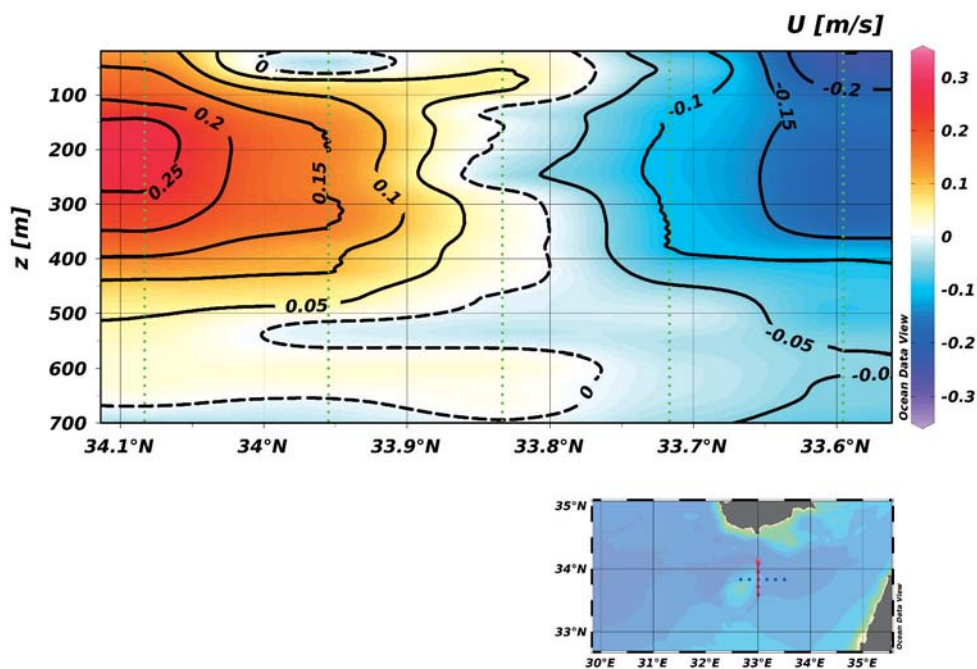 U [m/s]
0.3
0.2
0.1
0
-0.1
-0.2
-0.3
z [m]
100
200
300
400
500
600
700
0
0.2
0.25
0.15
0.1
0.05
0
-0.1
-0.15
-0.2
-0.05
-0.0
Ocean Data View
34.1°N
34°N
33.9°N
33.8°N
33.7°N
33.6°N
35°N
34°N
33°N
Ocean Data View
30°E
31°E
32°E
33°E
34°E
35°E